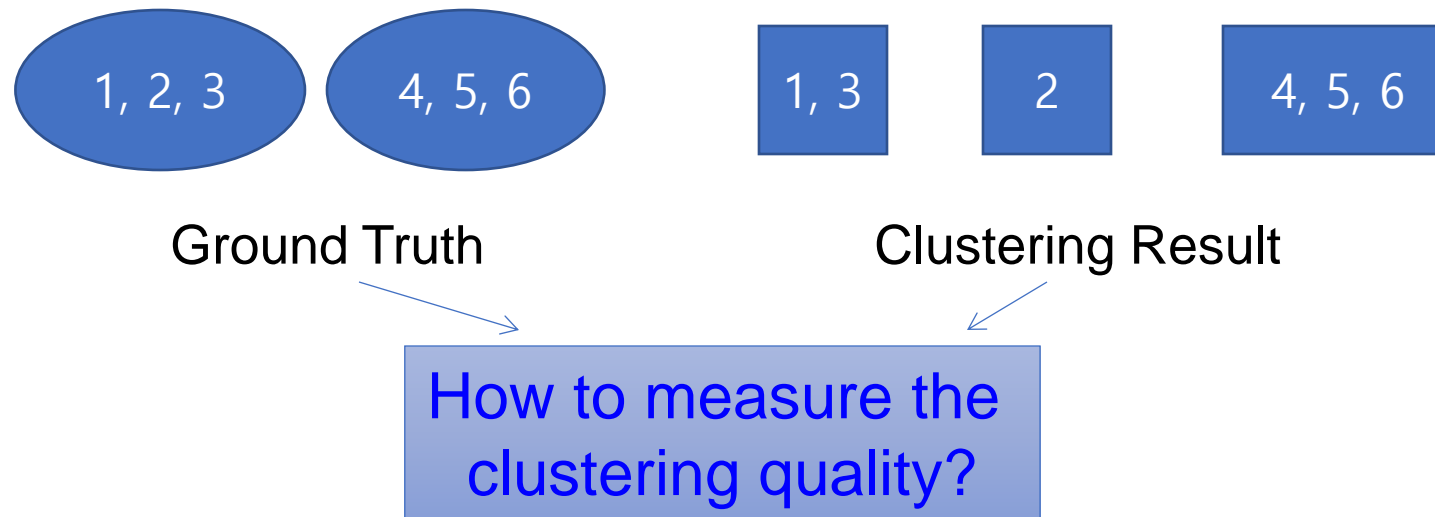 1, 2, 3
4, 5, 6
1, 3
2
4, 5, 6
Ground Truth
Clustering Result
How to measure the
clustering quality?